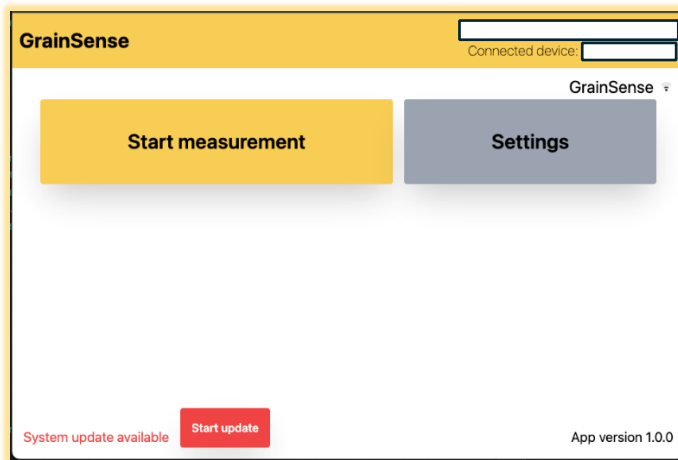 GrainSense
Connected device:
GrainSense
Start measurement
Settings
System update available
Start update
App version 1.0.0